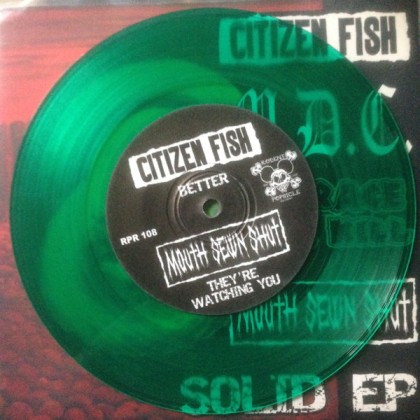 CITIZEN FISH
M.D.C.
MOUTH SEWN SHUT
SOLID EP
CITIZEN FISH
BETTER
RPR 108
MOUTH SEWN SHUT
THEY'RE
WATCHING YOU